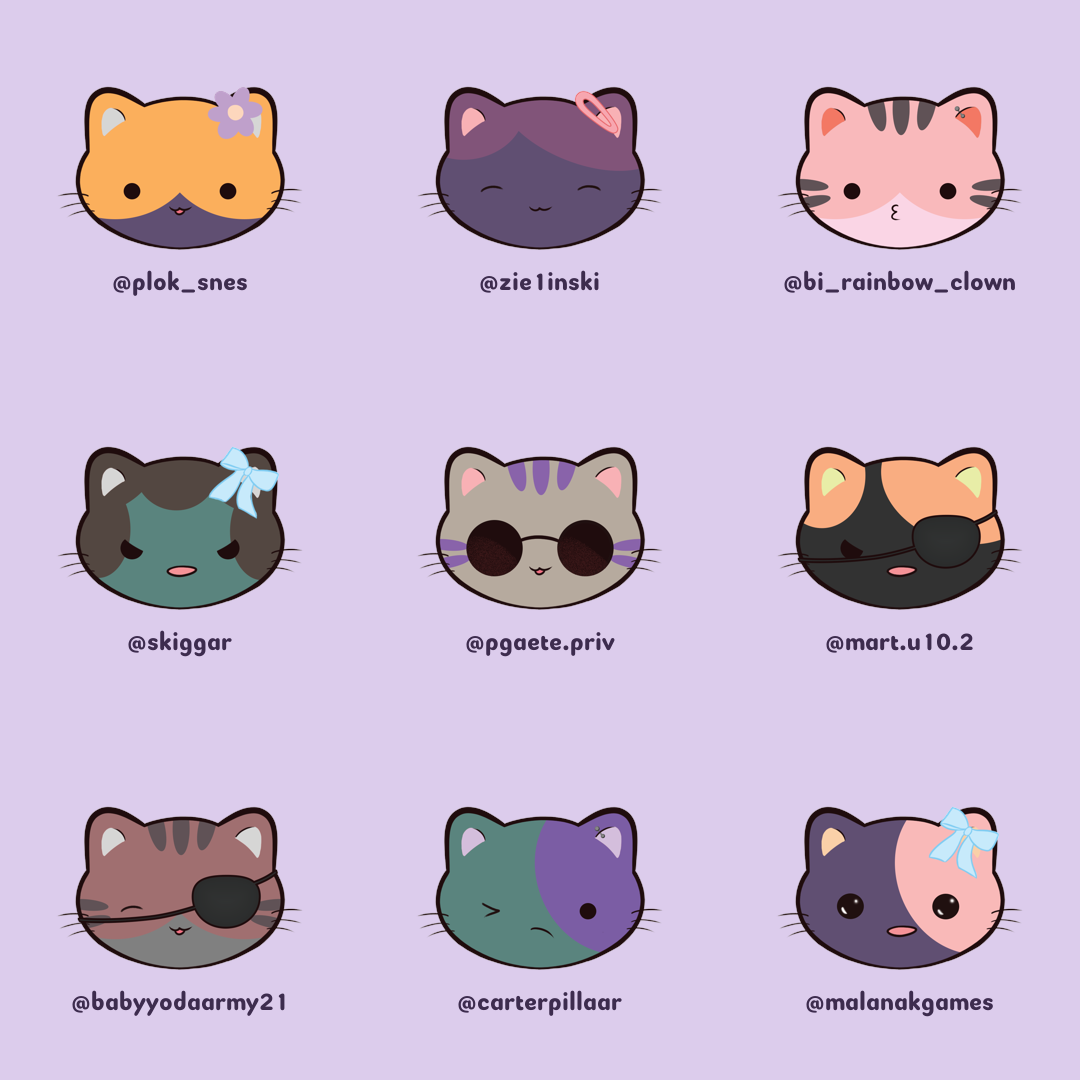 @plok_snes
@zie1inski
@bi_rainbow_clown
@skiggar
@pgaete.priv
@mart.u10.2
@babyyodaarmy21
@carterpillaar
@malanakgames